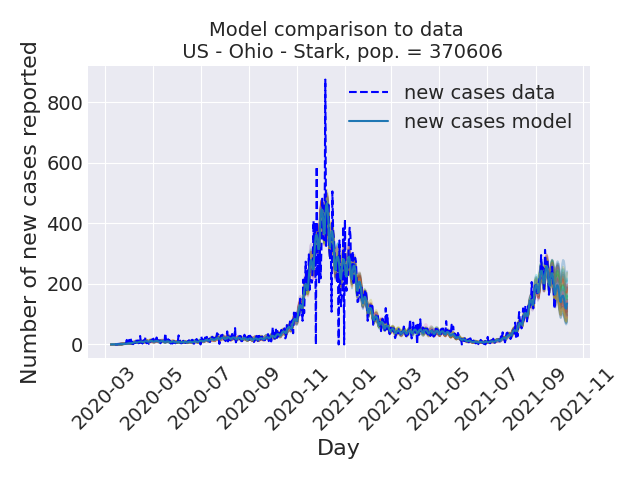 Model comparison to data
US - Ohio - Stark, pop. = 370606
Number of new cases reported
800
600
400
200
0
new cases data
new cases model
2020-03
2020-05
2020-07
2020-09
2020-11
2021-01
2021-03
2021-05
2021-07
2021-09
2021-11
Day